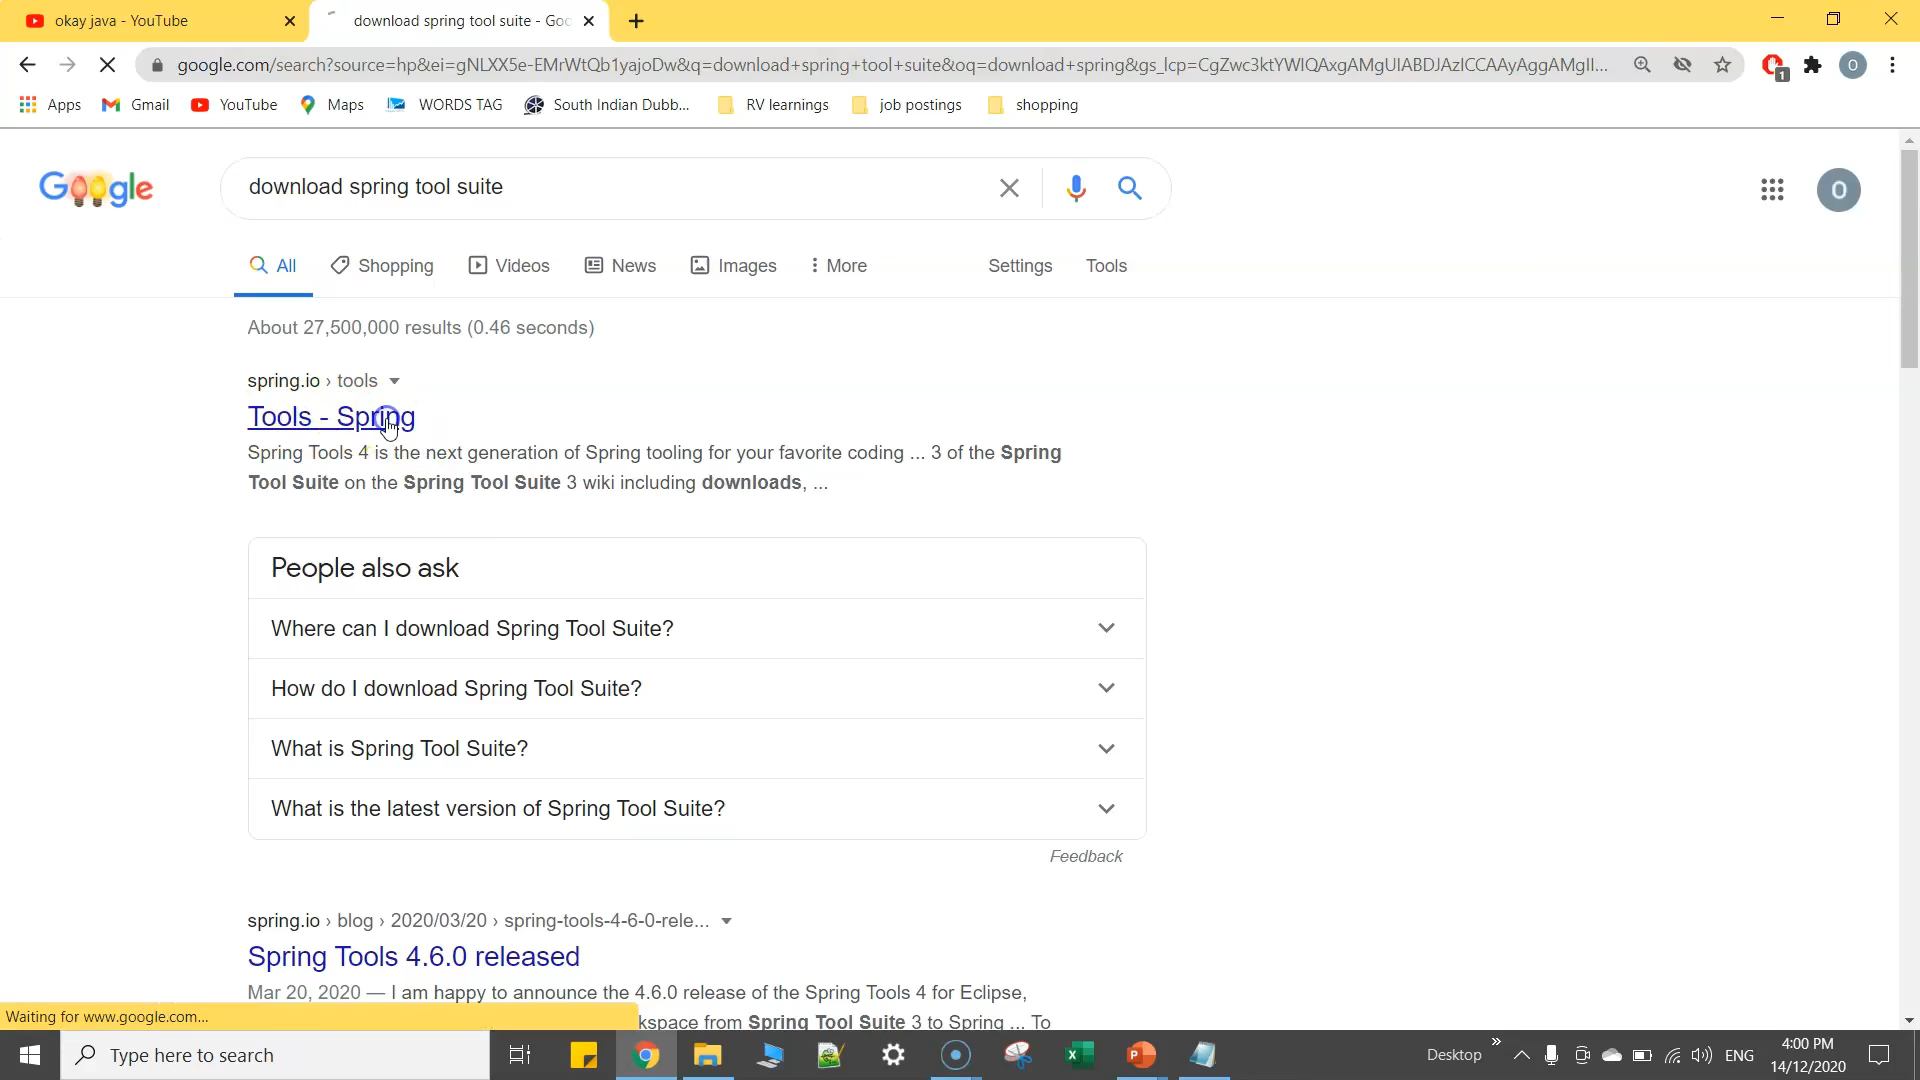 okay java - YouTube
download spring tool suite - Goo
google.com/search?source=hp&ei=gNLXX5e-EMrWtQb1yajoDw&q=download+spring+tool+suite&oq=download+spring&gs_lcp=CgZwc3ktYWIQAxgAMgUIABDJAzICCAAyAggAMgII...
1
O
Apps
Gmail
YouTube
Maps
WORDS TAG
South Indian Dubb...
RV learnings
job postings
shopping
Google
download spring tool suite
O
All
Shopping
Videos
News
Images
More
Settings
Tools
About 27,500,000 results (0.46 seconds)
spring.io › tools
Tools - Spring
Spring Tools 4 is the next generation of Spring tooling for your favorite coding ... 3 of the Spring
Tool Suite on the Spring Tool Suite 3 wiki including downloads, ...
People also ask
Where can I download Spring Tool Suite?
How do I download Spring Tool Suite?
What is Spring Tool Suite?
What is the latest version of Spring Tool Suite?
Feedback
spring.io › blog › 2020/03/20 › spring-tools-4-6-0-rele...
Spring Tools 4.6.0 released
Mar 20, 2020 — I am happy to announce the 4.6.0 release of the Spring Tools 4 for Eclipse,
kspace from Spring Tool Suite 3 to Spring ... To
Waiting for www.google.com...
Type here to search
Desktop
ENG
4:00 PM
14/12/2020